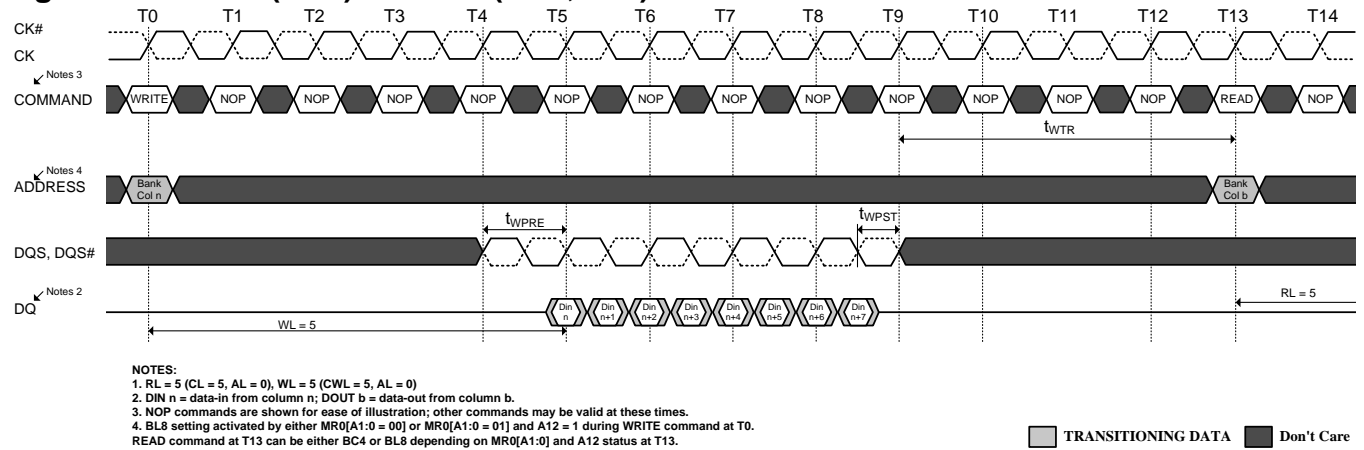 T0 T1 T2 T3 T4 T5 T6 T7 T8 T9 T10 T11 T12 T13 T14
CK#
CK
Notes 3
COMMAND WRITE NOP NOP NOP NOP NOP NOP NOP NOP NOP NOP NOP NOP READ NOP
tWTR
Notes 4
ADDRESS
Bank
Col n
Bank
Col b
tWPRE
tWPST
DQS, DQS#
Notes 2
DQ
Din
n
Din
n+1
Din
n+2
Din
n+3
Din
n+4
Din
n+5
Din
n+6
Din
n+7
RL = 5
WL = 5
NOTES:
1. RL = 5 (CL = 5, AL = 0), WL = 5 (CWL = 5, AL = 0)
2. DIN n = data-in from column n; DOUT b = data-out from column b.
3. NOP commands are shown for ease of illustration; other commands may be valid at these times.
4. BL8 setting activated by either MR0[A1:0 = 00] or MR0[A1:0 = 01] and A12 = 1 during WRITE command at T0.
READ command at T13 can be either BC4 or BL8 depending on MR0[A1:0] and A12 status at T13.
TRANSITIONING DATA
Don't Care